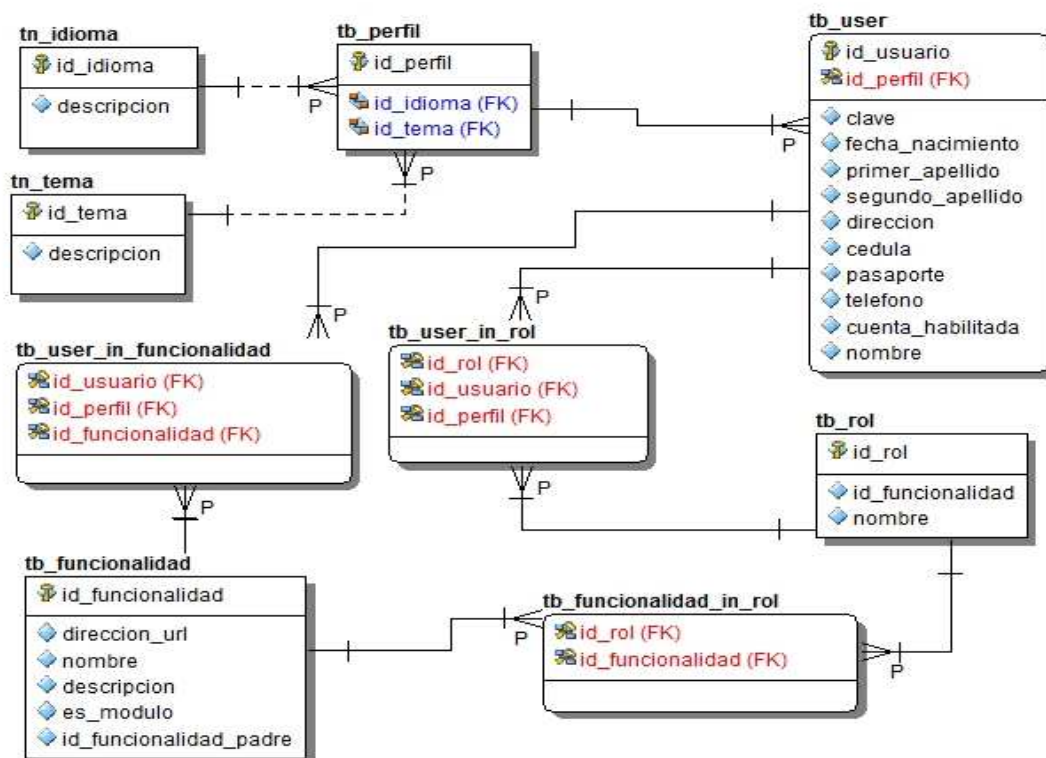 tn_idioma
id_idioma
descripcion
tb_perfil
id_perfil
id_idioma (FK)
id_tema (FK)
tb_user
id_usuario
id_perfil (FK)
clave
fecha_nacimiento
primer_apellido
segundo_apellido
direccion
cedula
pasaporte
telefono
cuenta_habilitada
nombre
P
P
P
tn_tema
id_tema
descripcion
P
P
tb_user_in_funcionalidad
id_usuario (FK)
id_perfil (FK)
id_funcionalidad (FK)
tb_user_in_rol
id_rol (FK)
id_usuario (FK)
id_perfil (FK)
tb_rol
id_rol
id_funcionalidad
nombre
P
P
tb_funcionalidad
id_funcionalidad
direccion_url
nombre
descripcion
es_modulo
id_funcionalidad_padre
tb_funcionalidad_in_rol
id_rol (FK)
id_funcionalidad (FK)
P
P